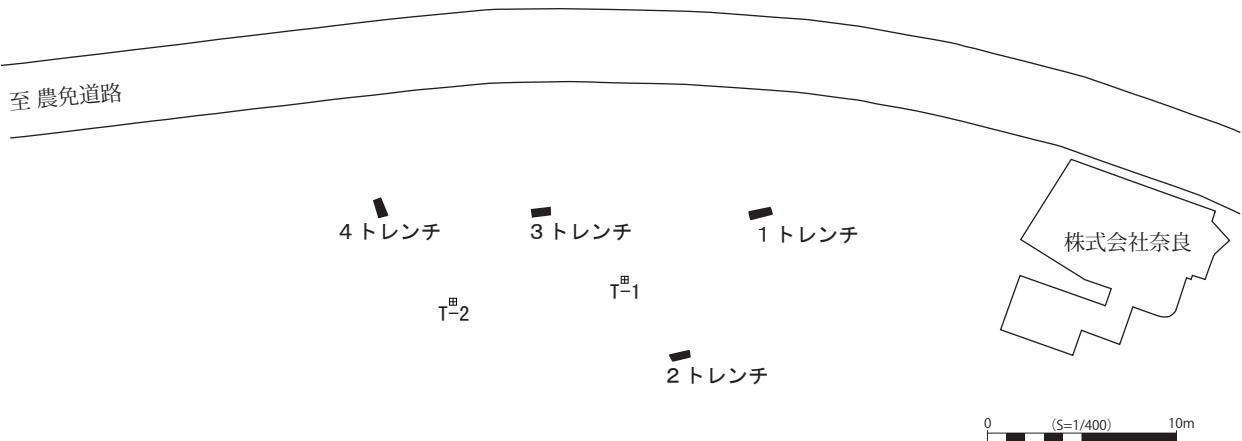 至 農免道路
4 トレンチ
3 トレンチ
1 トレンチ
株式会社奈良
T-1
T-2
2 トレンチ
0 (S=1/400) 10m